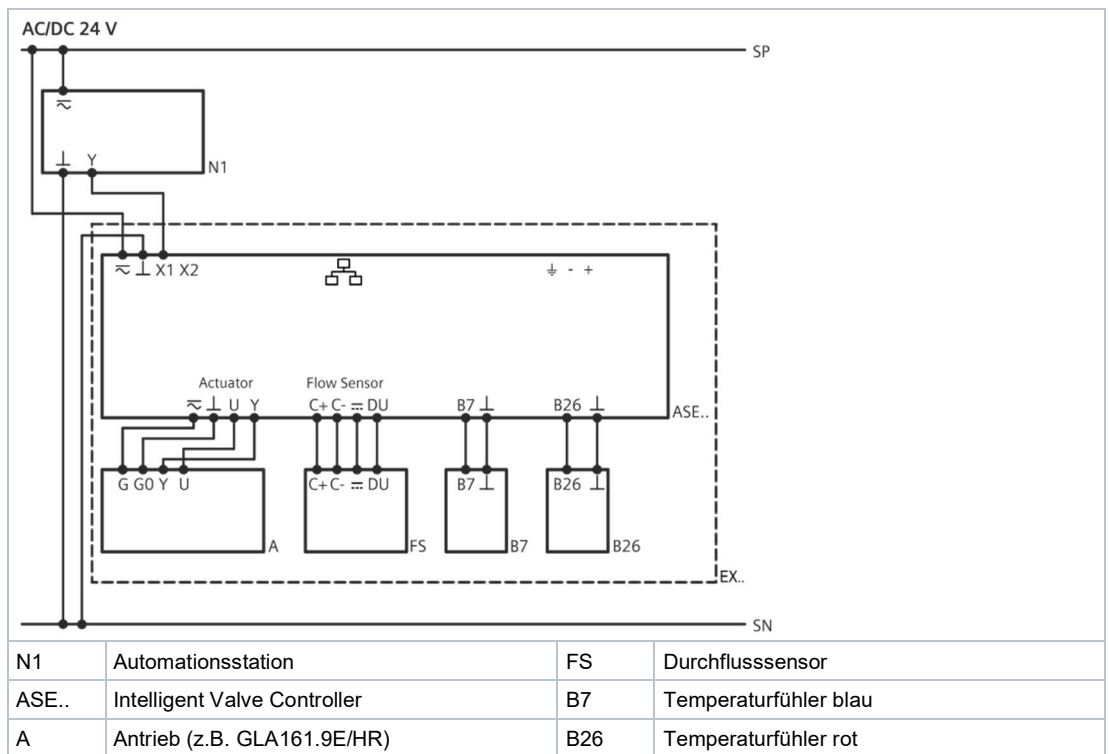 AC/DC 24 V
SP
⊥ Y
N1
⊥ X1 X2
⏚ - +
Actuator Flow Sensor
⊥ U Y C+ C- ⎓ DU B7 ⊥ B26 ⊥
ASE..
G G0 Y U C+ C- ⎓ DU B7 ⊥ B26 ⊥
A FS B7 B26
EX..
SN
N1 Automationsstation FS Durchflusssensor
ASE.. Intelligent Valve Controller B7 Temperaturfühler blau
A Antrieb (z.B. GLA161.9E/HR) B26 Temperaturfühler rot